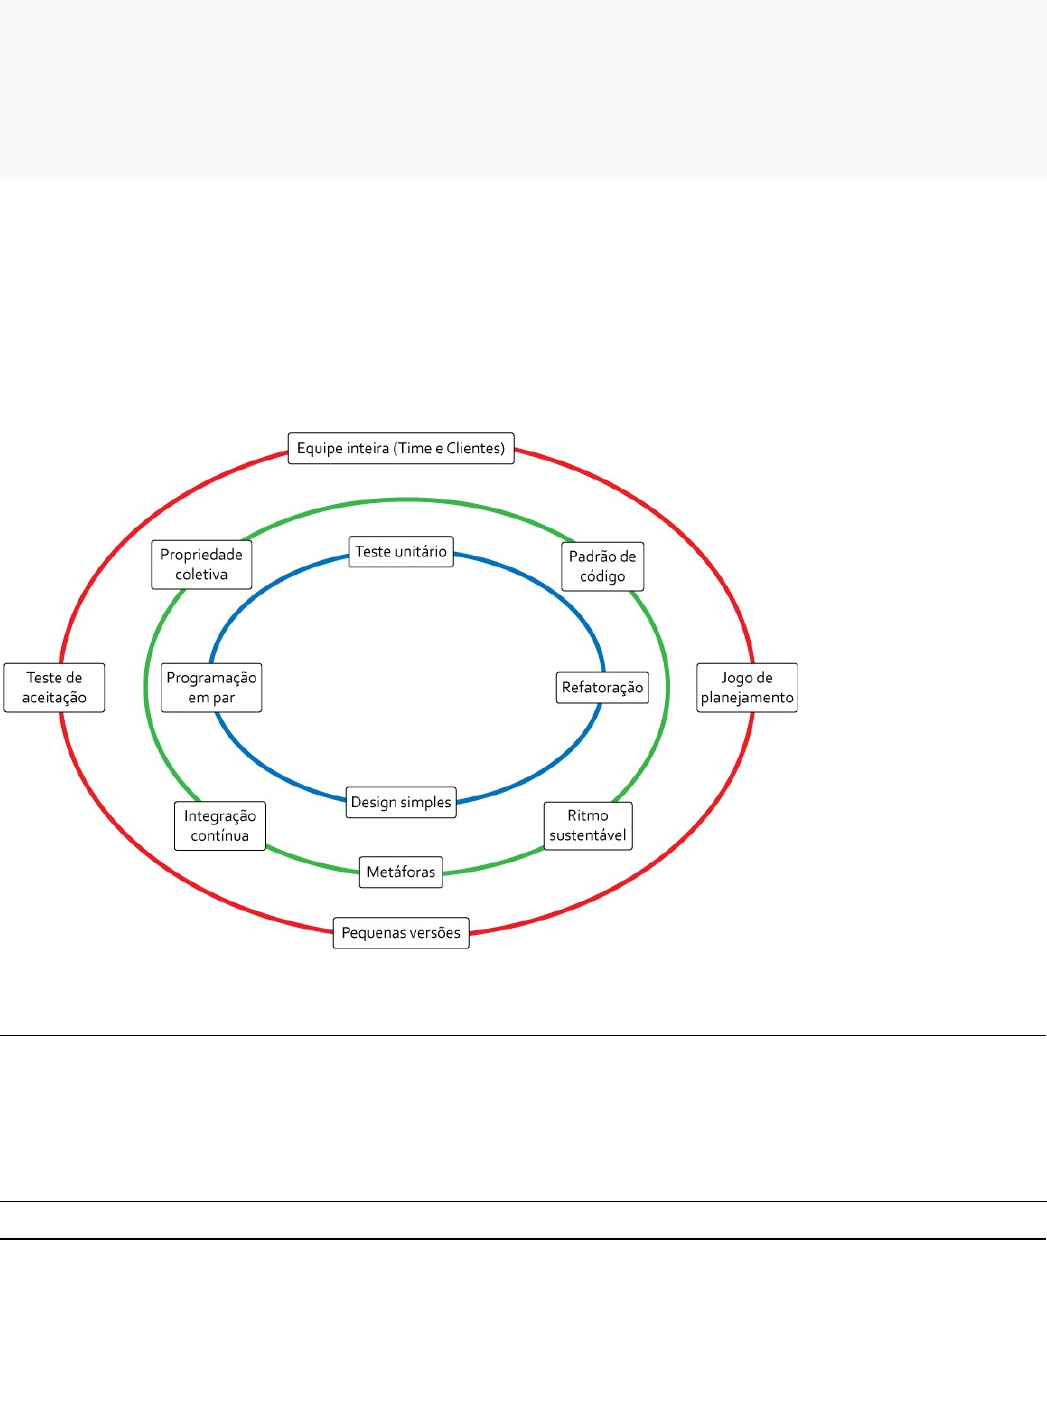 Equipe inteira (Time e Clientes)
Propriedade
coletiva
Teste unitário
Padrão de
código
Teste de
aceitação
Programação
em par
Refatoração
Jogo de
planejamento
Design simples
Integração
contínua
Ritmo
sustentável
Metáforas
Pequenas versões